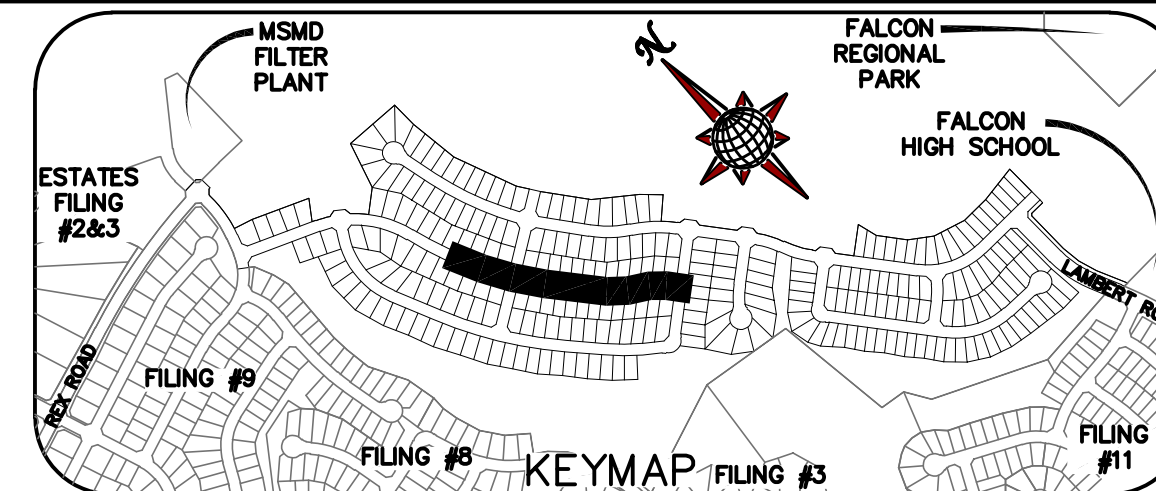 MSMD
FILTER
PLANT
N
FALCON
REGIONAL
PARK
FALCON
HIGH SCHOOL
ESTATES
FILING
#2&3
LAMBERT
REX ROAD
FILING #9
FILING #8
KEYMAP
FILING #3
FILING
#11